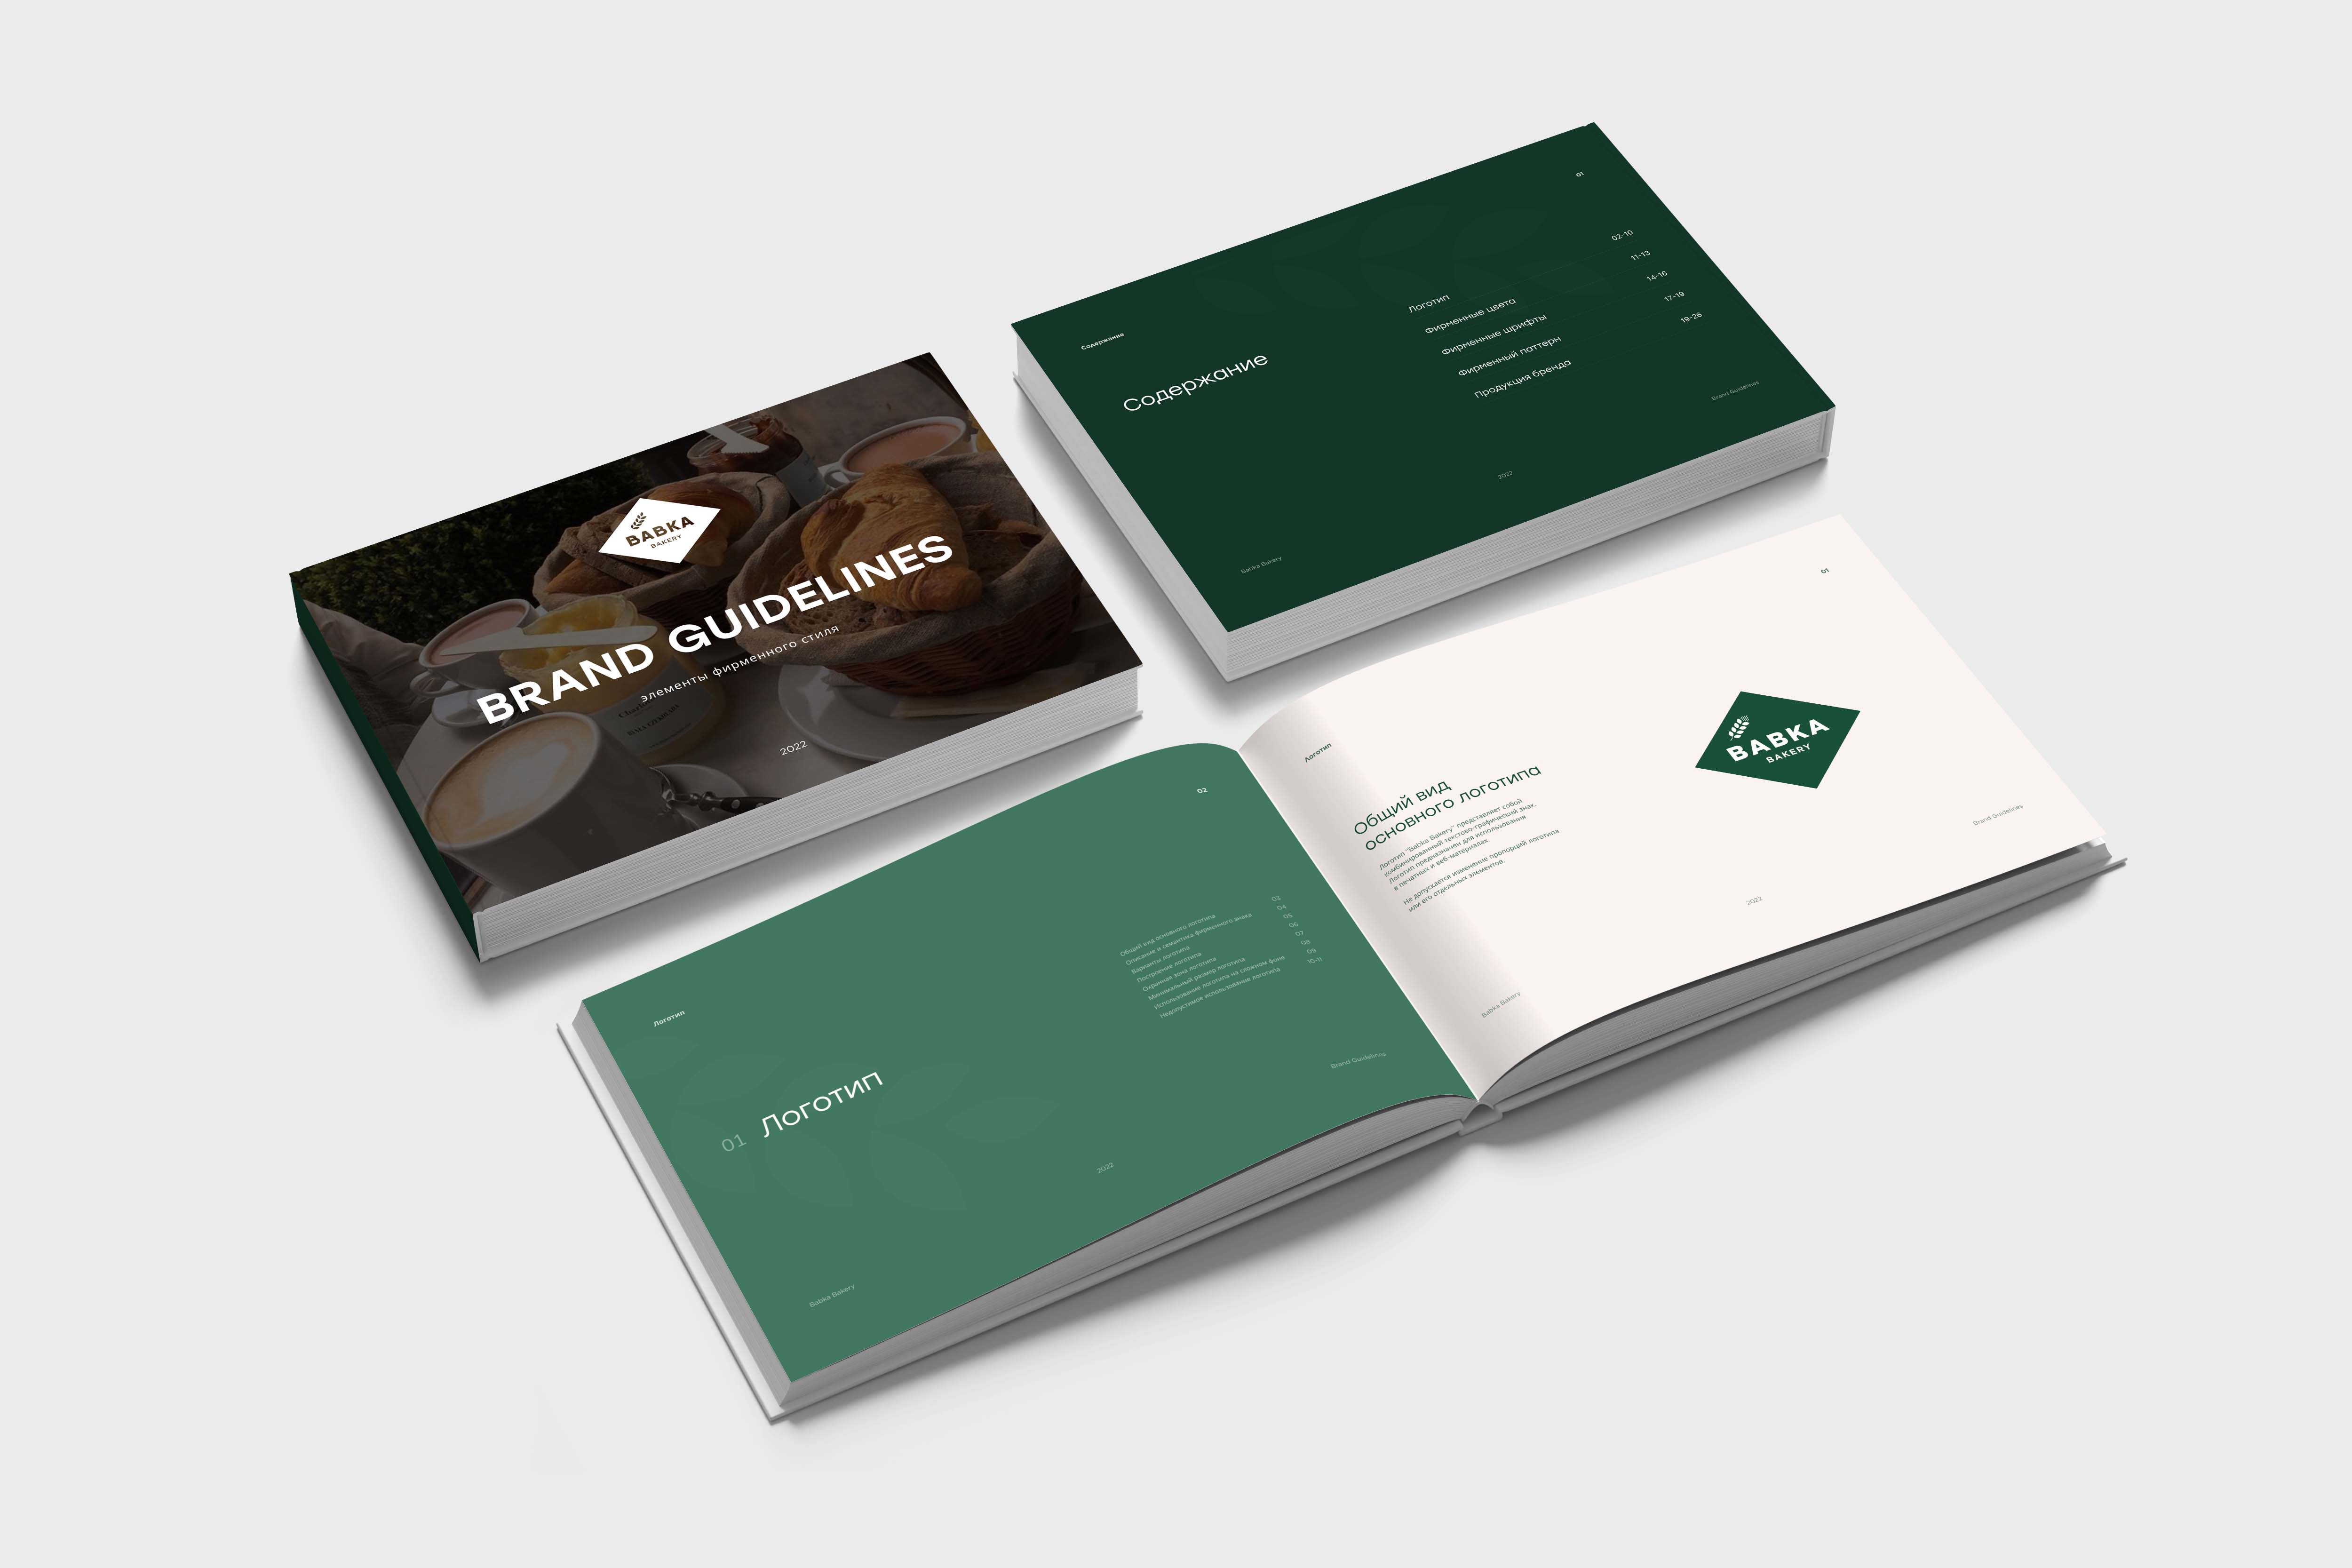 BABKA
BAKERY
BRAND GUIDELINES
элементы фирменного стиля
2022
Содержание
01
Содержание
Логотип
02-10
Фирменные цвета
11-13
Фирменные шрифты
14-16
Фирменный паттерн
17-19
Продукция бренда
19-26
Babka Bakery
2022
Brand Guidelines
Логотип
02
01 Логотип
Общий вид основного логотипа
03
Описание и семантика фирменного знака
04
Варианты логотипа
05
Построение логотипа
06
Охранная зона логотипа
07
Минимальный размер логотипа
08
Использование логотипа на сложном фоне
09
Недопустимое использование логотипа
10-11
Babka Bakery
2022
Brand Guidelines
Логотип
01
Общий вид
основного логотипа
Логотип "Babka Bakery" представляет собой
комбинированный текстово-графический знак.
Логотип предназначен для использования
в печатных и веб-материалах.
Не допускается изменение пропорций логотипа
или его отдельных элементов.
BABKA
BAKERY
Babka Bakery
2022
Brand Guidelines